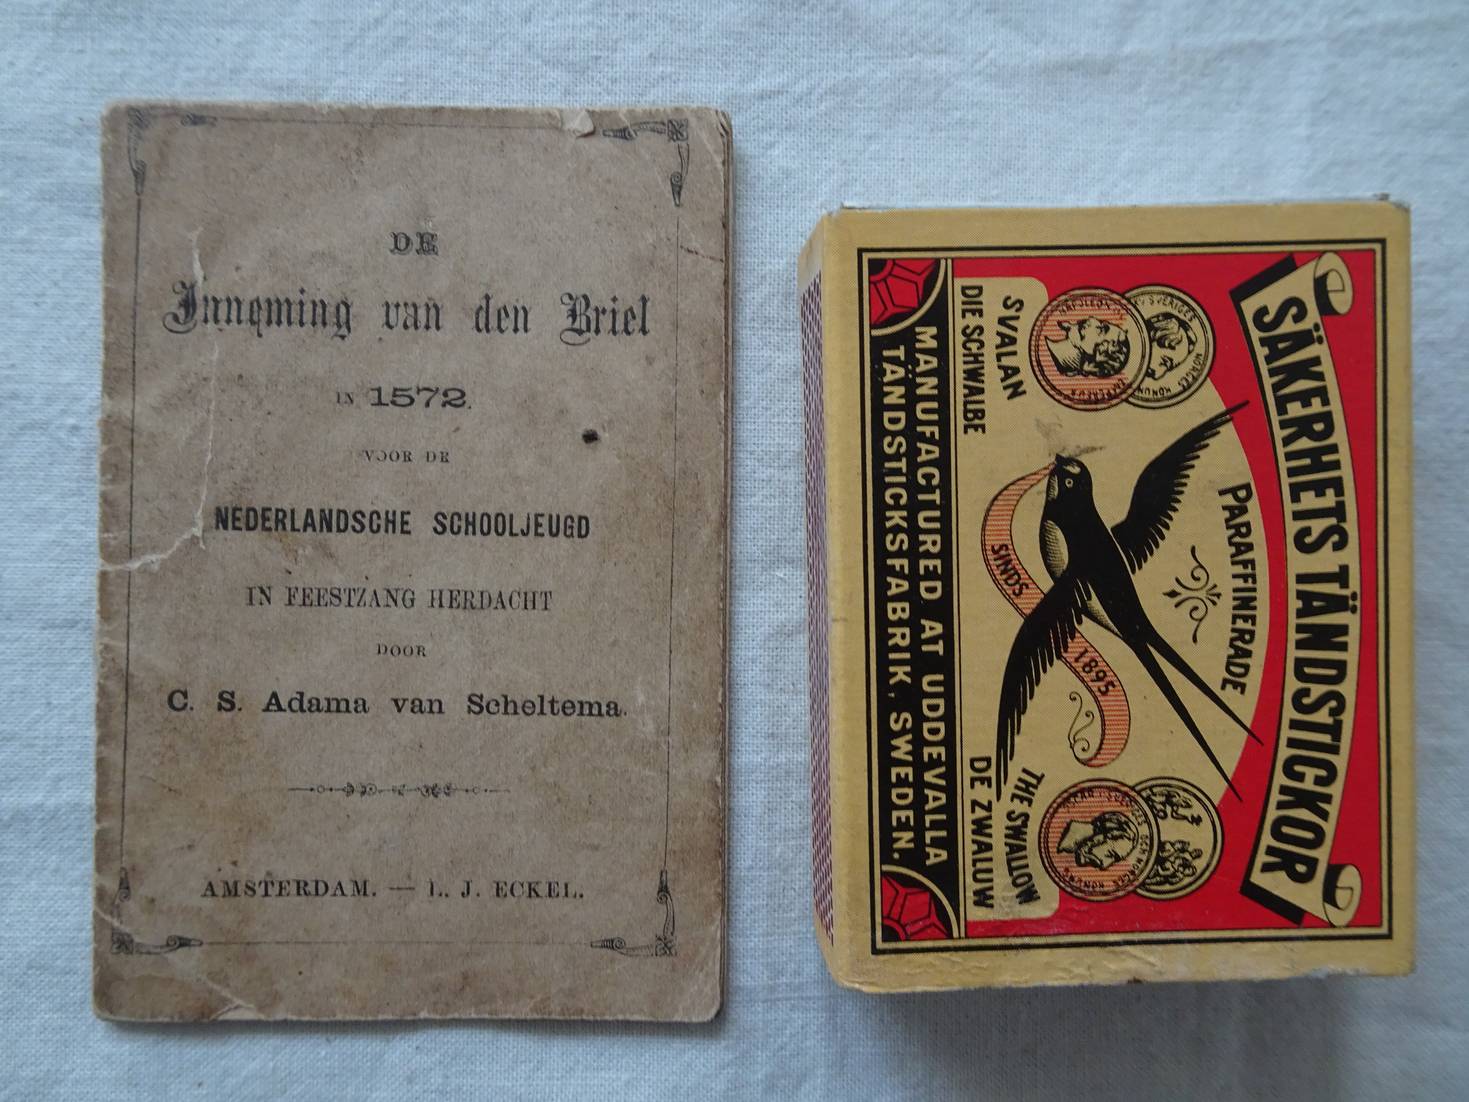 DE
Inneming van den Briel
IN 1572.
VOOR DE
NEDERLANDSCHE SCHOOLJEUGD
IN FEESTZANG HERDACHT
DOOR
C. S. Adama van Scheltema.
AMSTERDAM. — L. J. ECKEL.
SÄKERHETS TÄNDSTICKOR
PARAFFINERADE
SINDS 1895
SVALAN
DIE SCHWALBE
THE SWALLOW
DE ZWALUW
MANUFACTURED AT UDDEVALLA
TÄNDSTICKSFABRIK, SWEDEN.